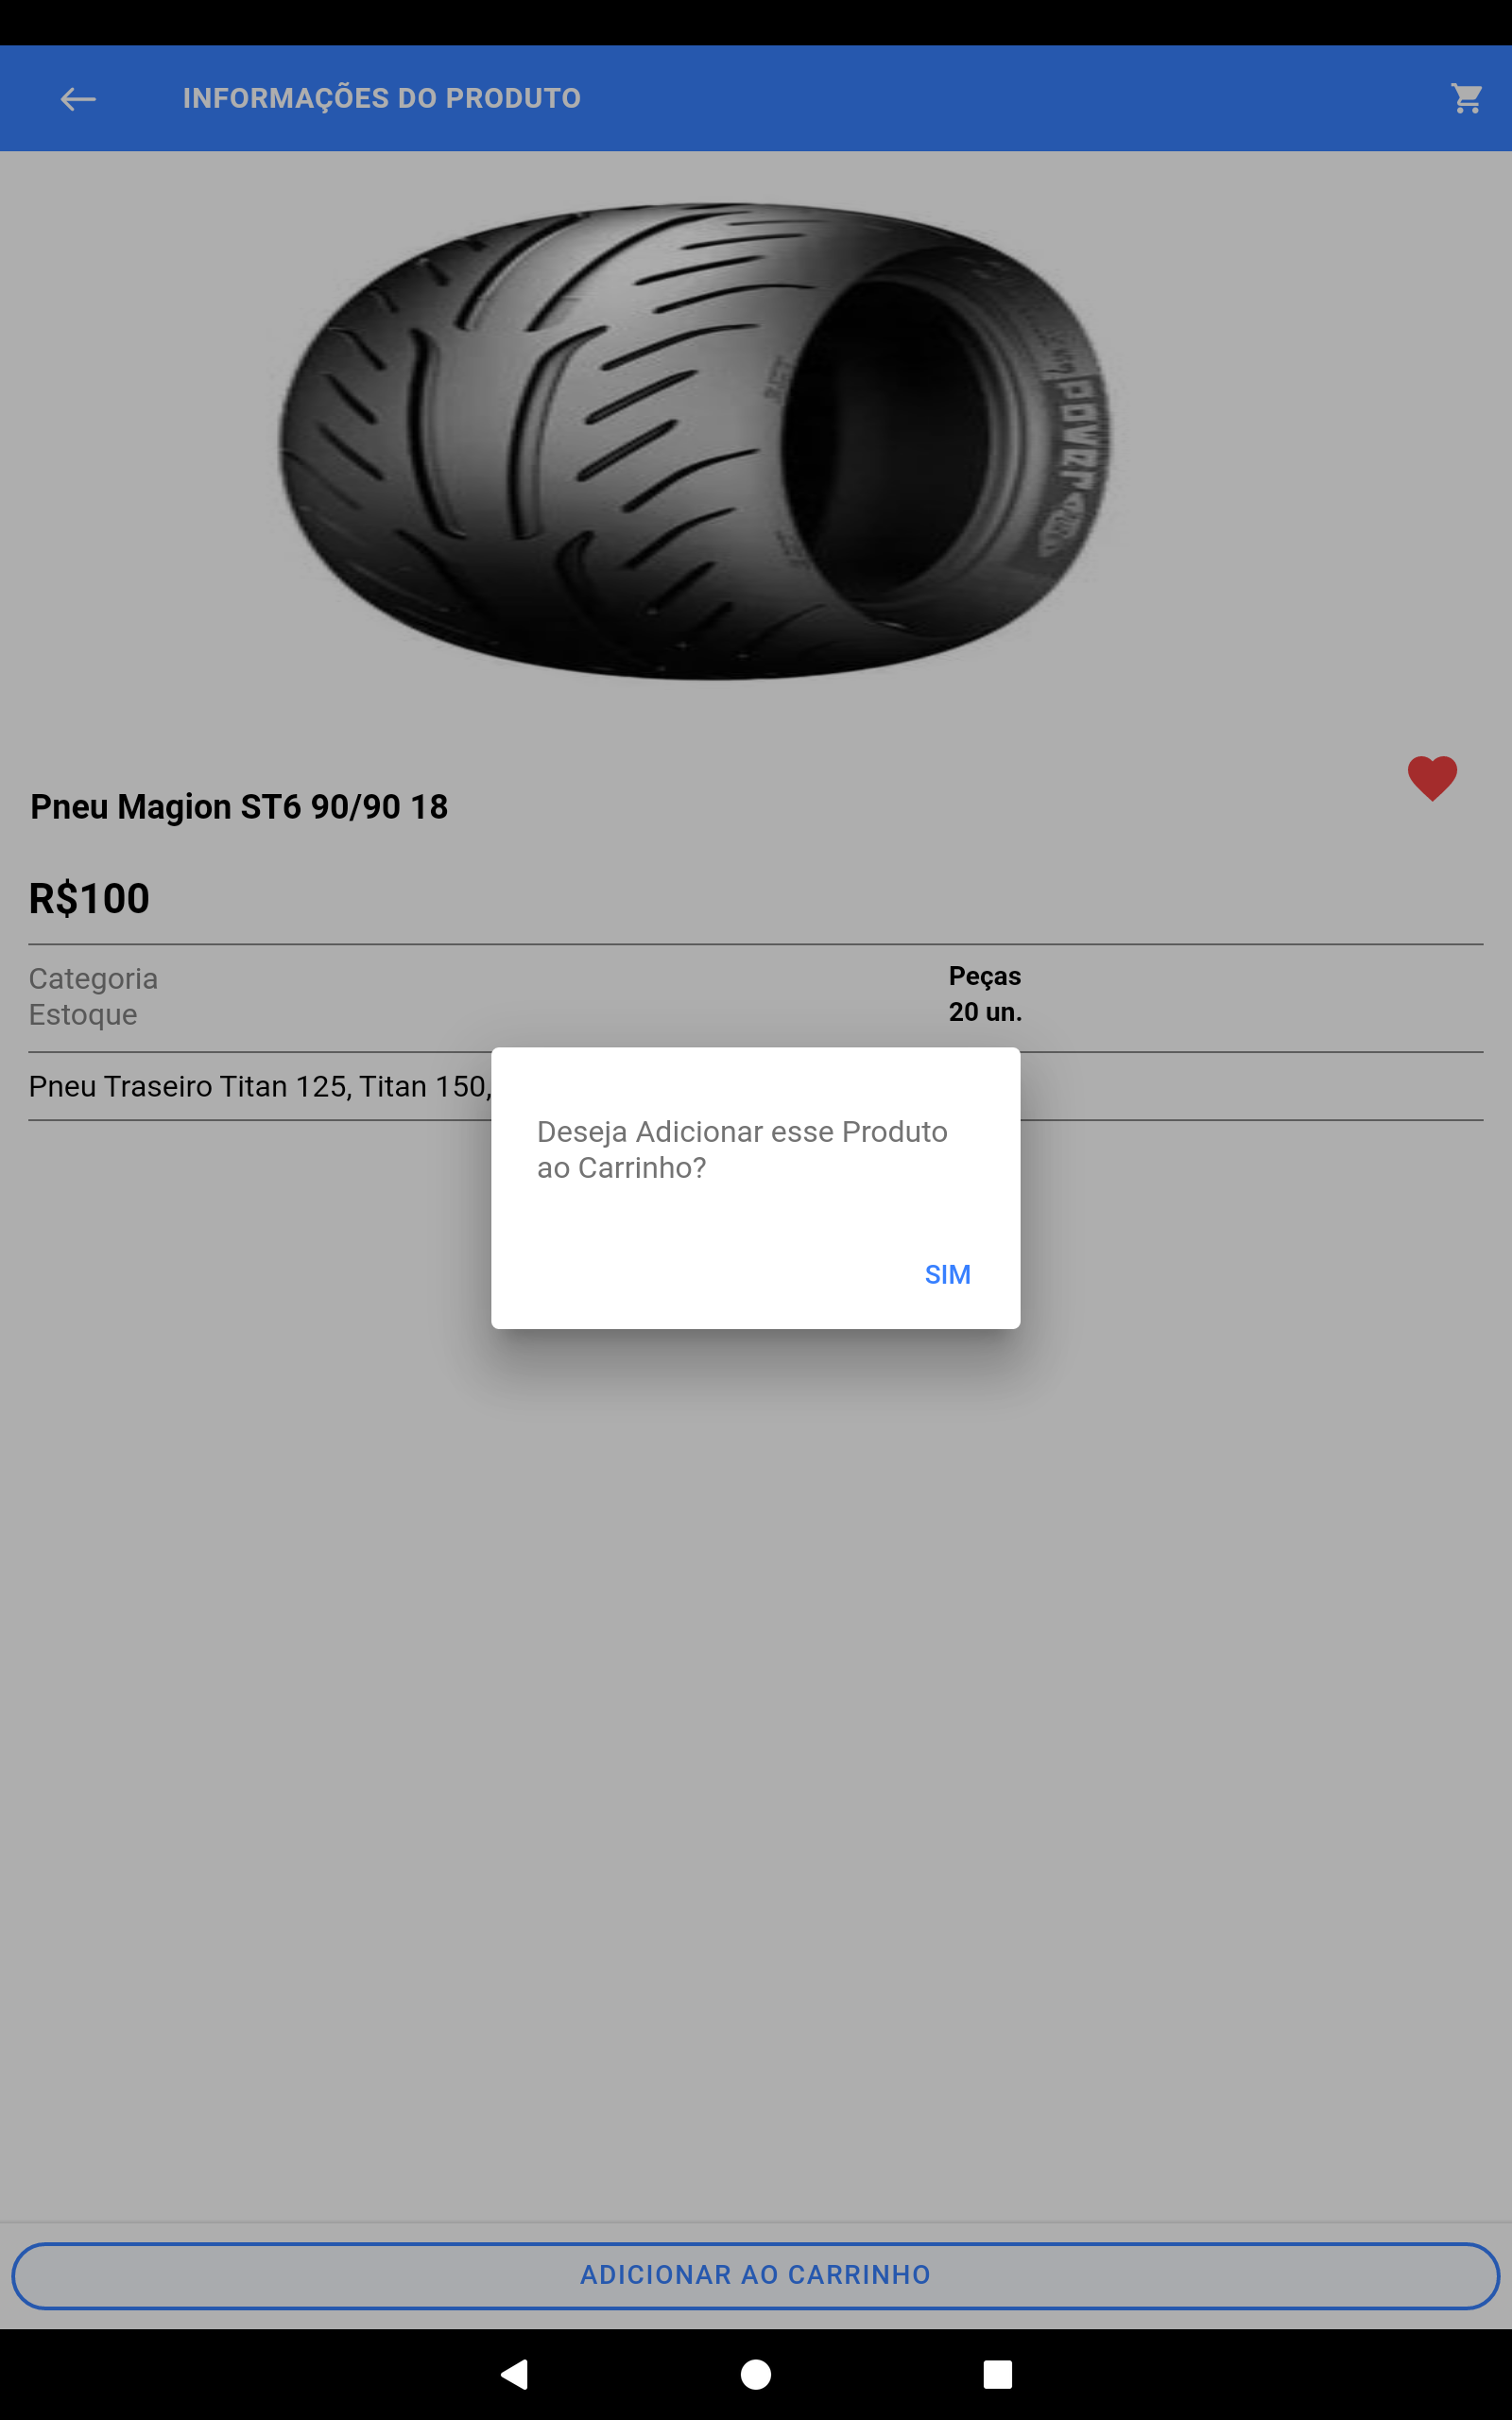 INFORMAÇÕES DO PRODUTO
Pneu Magion ST6 90/90 18
R$100
Categoria
Peças
Estoque
20 un.
Pneu Traseiro Titan 125, Titan 150,
Deseja Adicionar esse Produto
ao Carrinho?
SIM
ADICIONAR AO CARRINHO